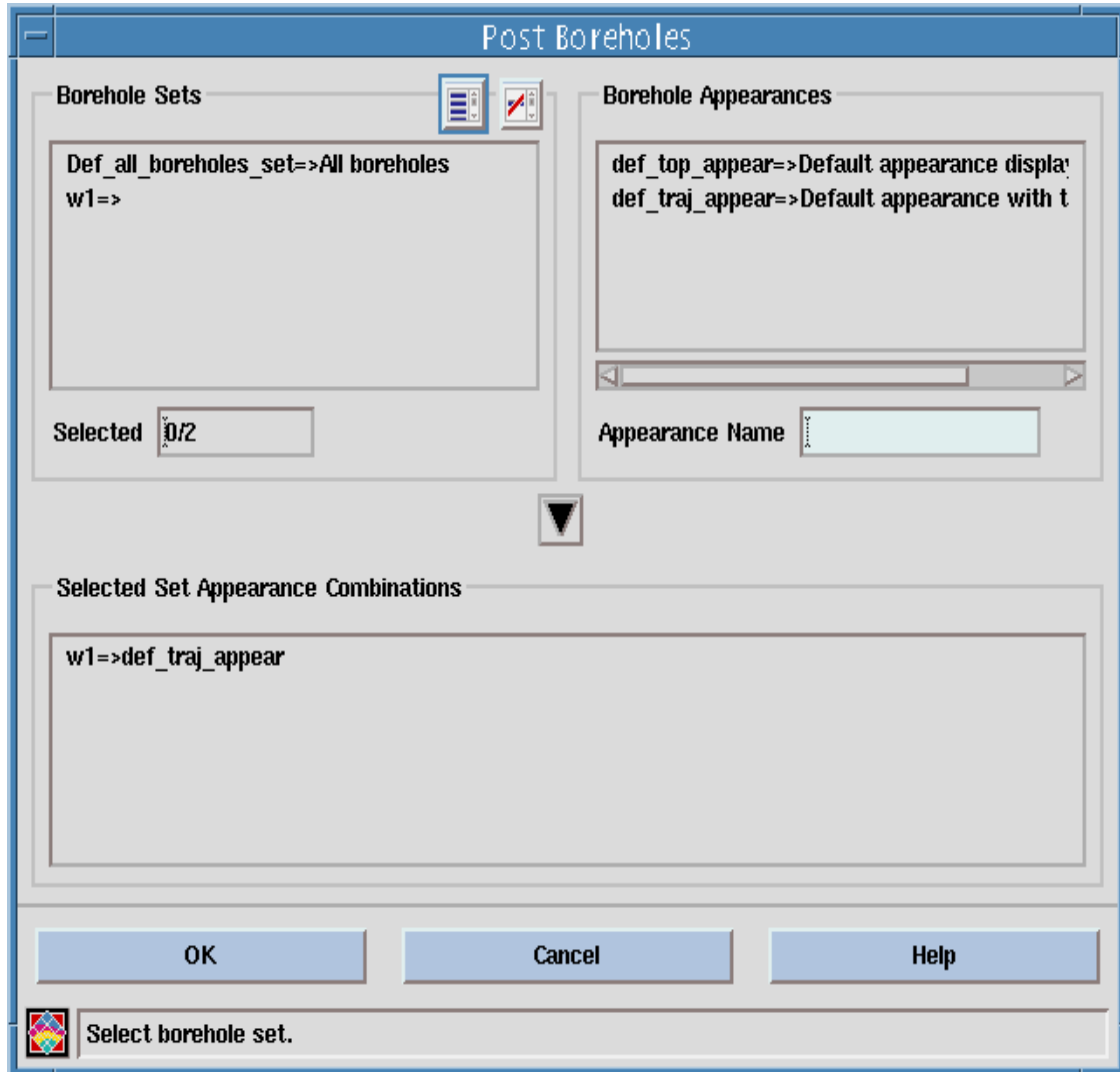 Post Boreholes
Borehole Sets
Def_all_boreholes_set=>All boreholes
w1=>
Selected 0/2
Borehole Appearances
def_top_appear=>Default appearance display
def_traj_appear=>Default appearance with t
Appearance Name
Selected Set Appearance Combinations
w1=>def_traj_appear
OK
Cancel
Help
Select borehole set.